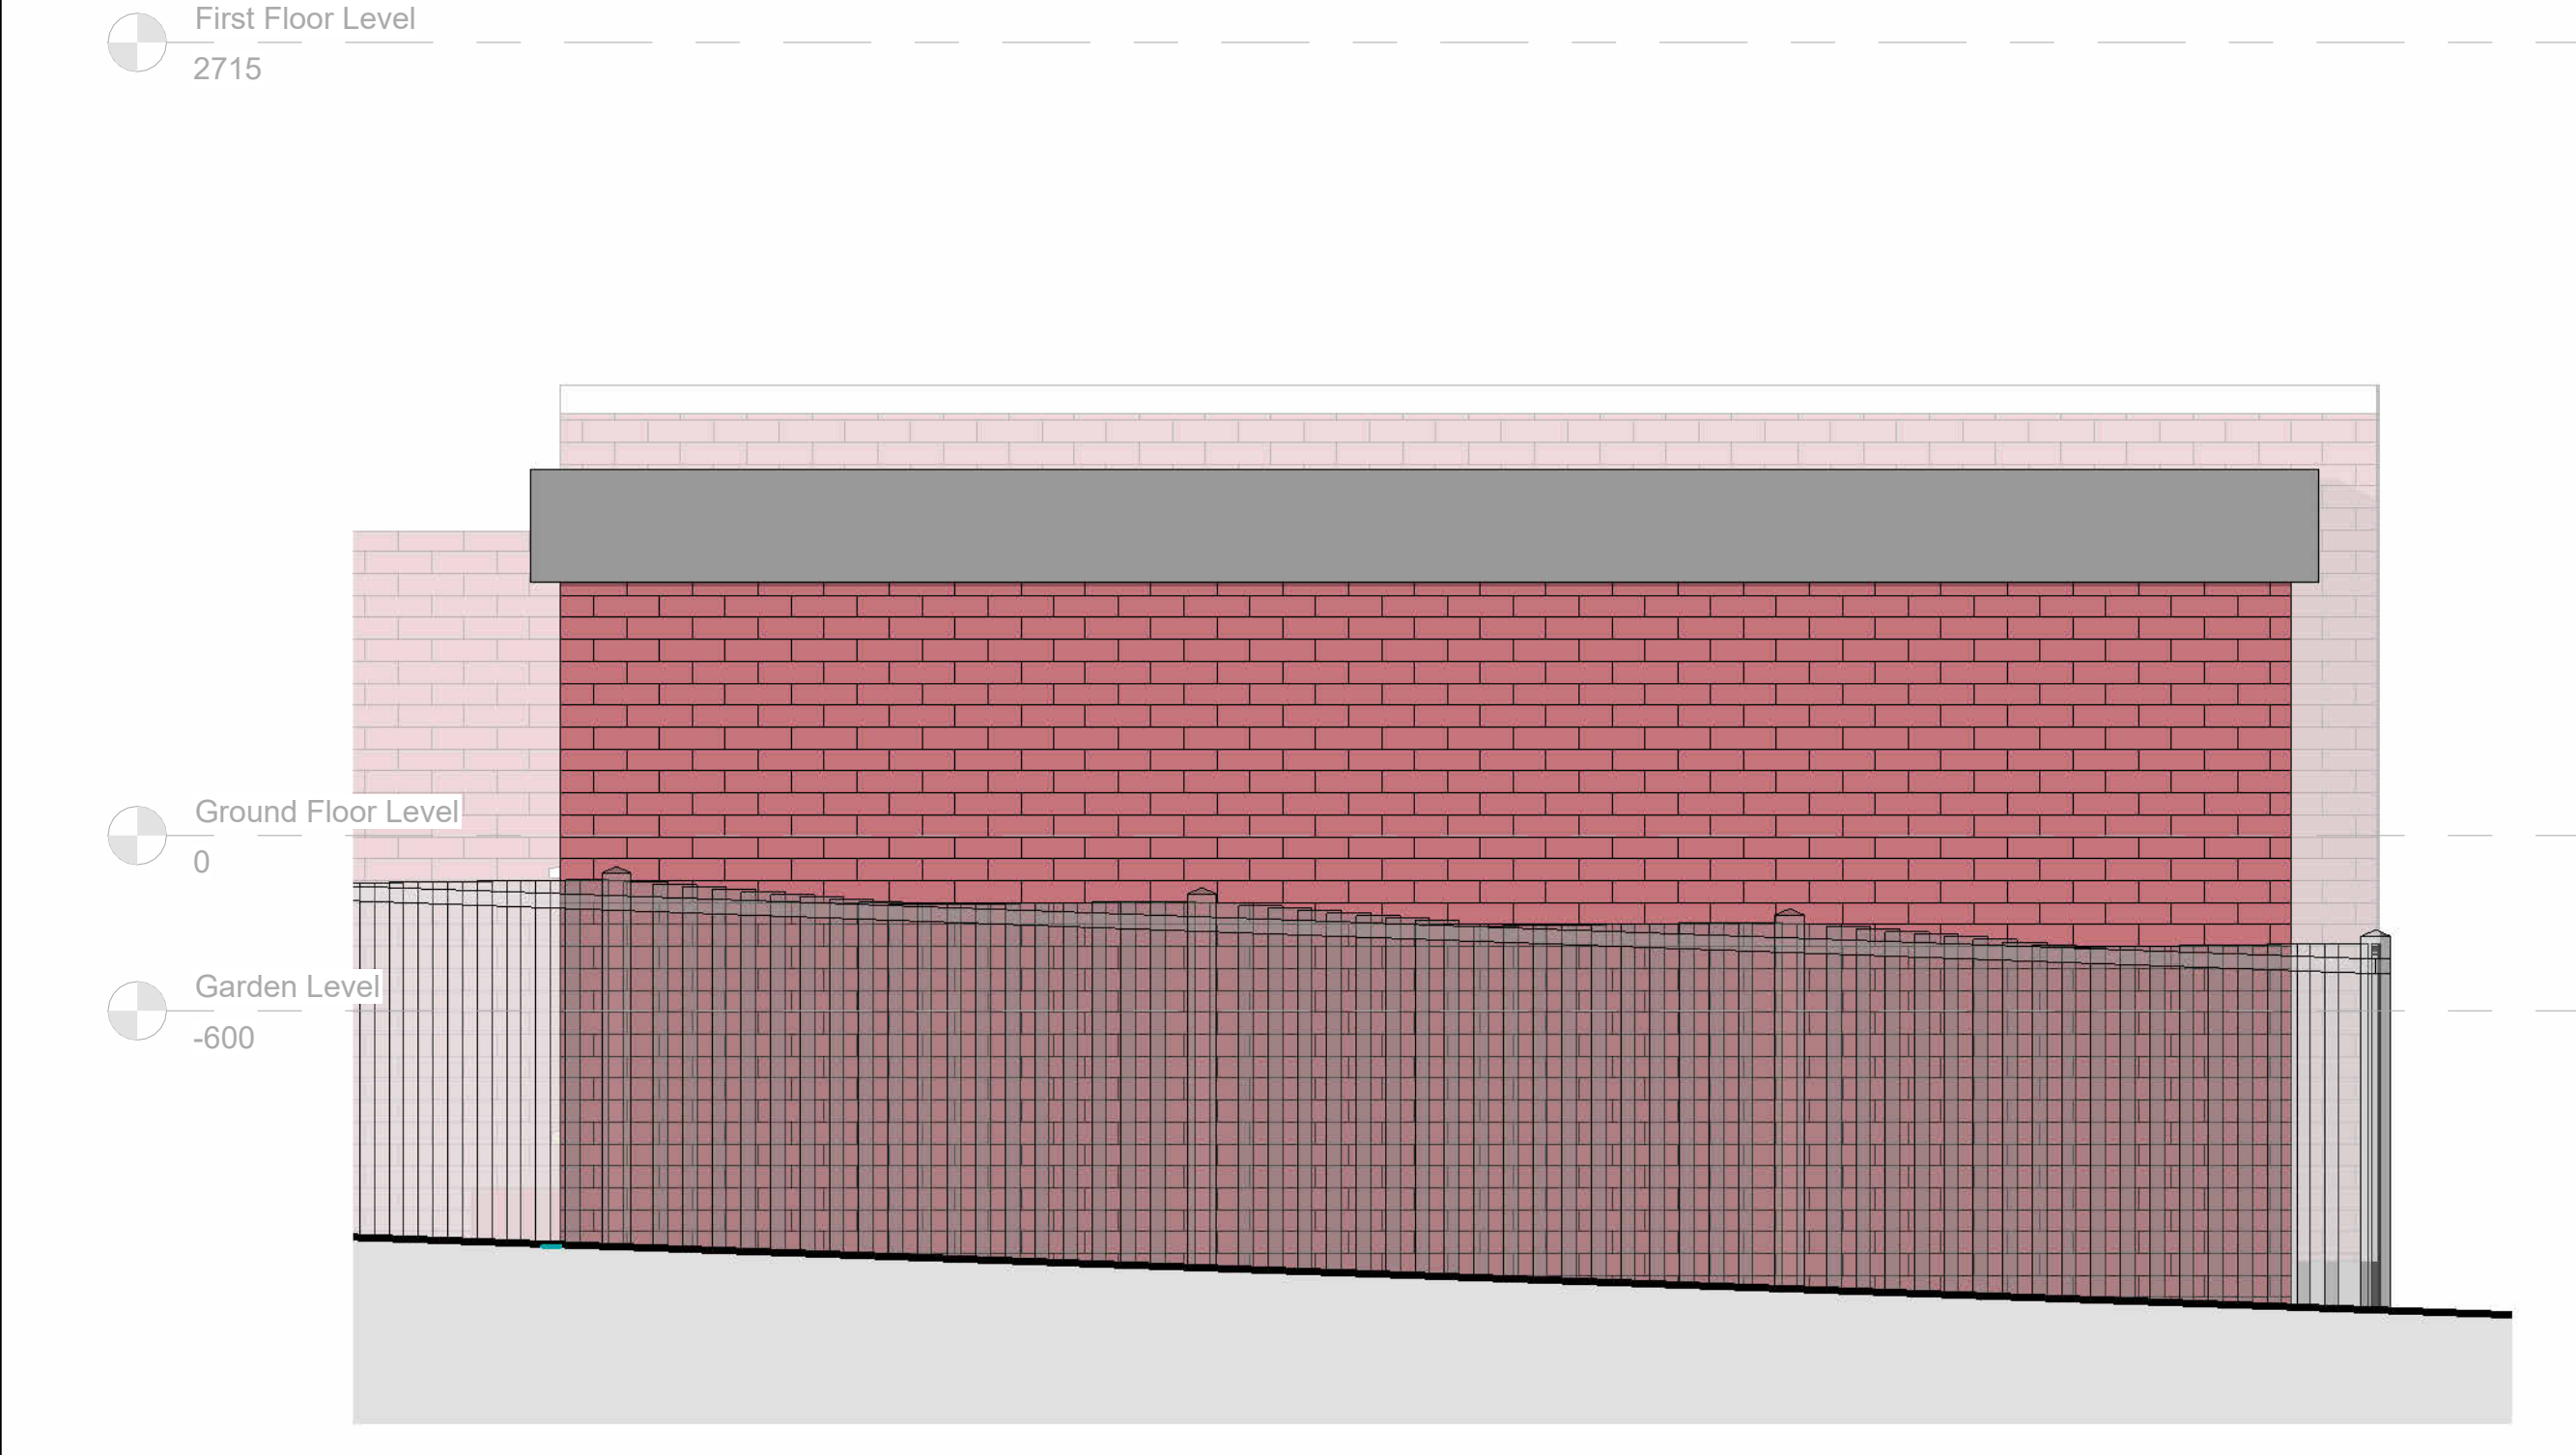 First Floor Level
2715
Ground Floor Level
0
Garden Level
-600